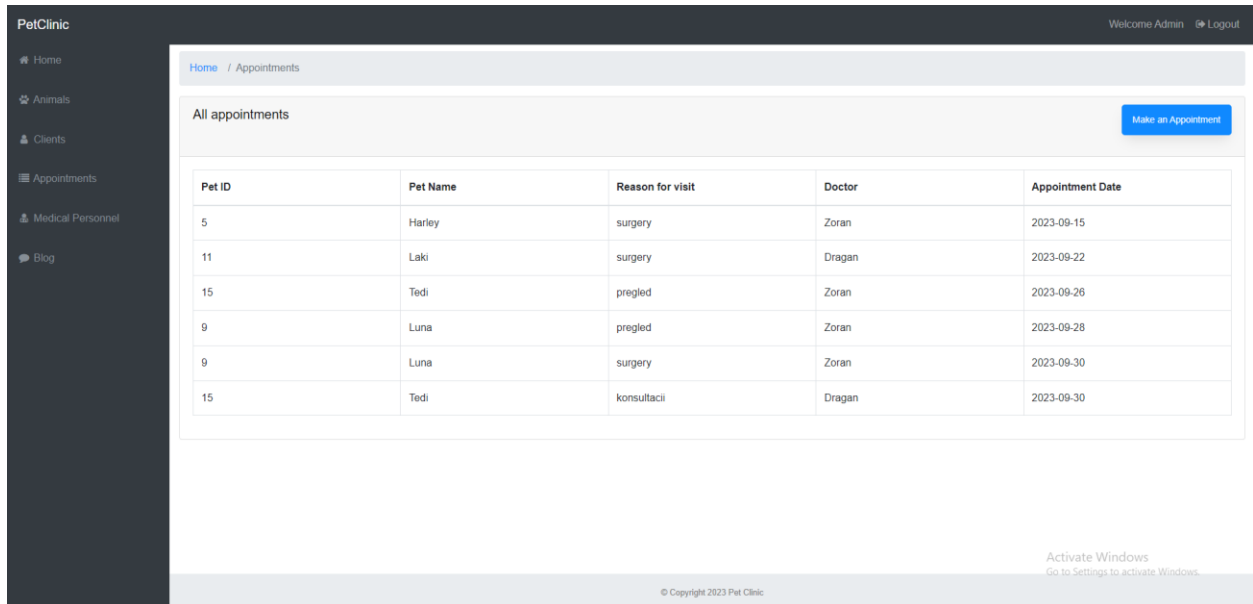 PetClinic Welcome Admin Logout
Home
Animals
Clients
Appointments
Medical Personnel
Blog
Home / Appointments
All appointments Make an Appointment
Pet ID Pet Name Reason for visit Doctor Appointment Date
5 Harley surgery Zoran 2023-09-15
11 Laki surgery Dragan 2023-09-22
15 Tedi pregled Zoran 2023-09-26
9 Luna pregled Zoran 2023-09-28
9 Luna surgery Zoran 2023-09-30
15 Tedi konsultacii Dragan 2023-09-30
Activate Windows
Go to Settings to activate Windows.
© Copyright 2023 Pet Clinic